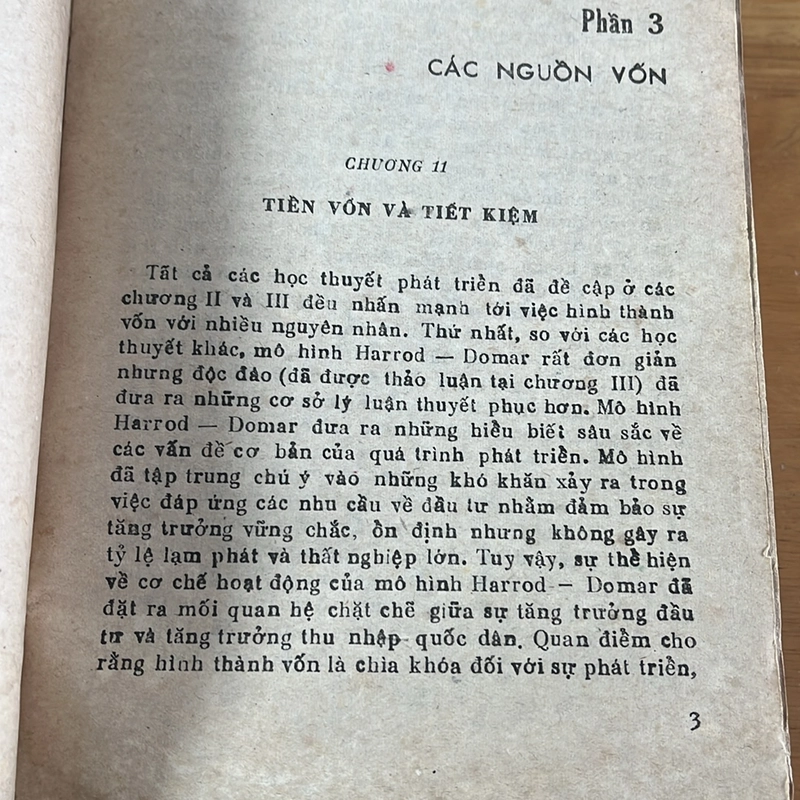 Phần 3
CÁC NGUỒN VỐN
CHƯƠNG 11
TIỀN VỐN VÀ TIẾT KIỆM
Tất cả các học thuyết phát triển đã đề cập ở các
chương II và III đều nhấn mạnh tới việc hình thành
vốn với nhiều nguyên nhân. Thứ nhất, so với các học
thuyết khác, mô hình Harrod — Domar rất đơn giản
nhưng độc đáo (đã được thảo luận tại chương III) đã
đưa ra những cơ sở lý luận thuyết phục hơn. Mô hình
Harrod — Domar đưa ra những hiểu biết sâu sắc về
các vấn đề cơ bản của quá trình phát triển. Mô hình
đã tập trung chú ý vào những khó khăn xảy ra trong
việc đáp ứng các nhu cầu về đầu tư nhằm đảm bảo sự
tăng trưởng vững chắc, ổn định nhưng không gây ra
tỷ lệ lạm phát và thất nghiệp lớn. Tuy vậy, sự thể hiện
về cơ chế hoạt động của mô hình Harrod — Domar đã
đặt ra mối quan hệ chặt chẽ giữa sự tăng trưởng đầu
tư và tăng trưởng thu nhập quốc dân. Quan điểm cho
rằng hình thành vốn là chìa khóa đối với sự phát triển,
3